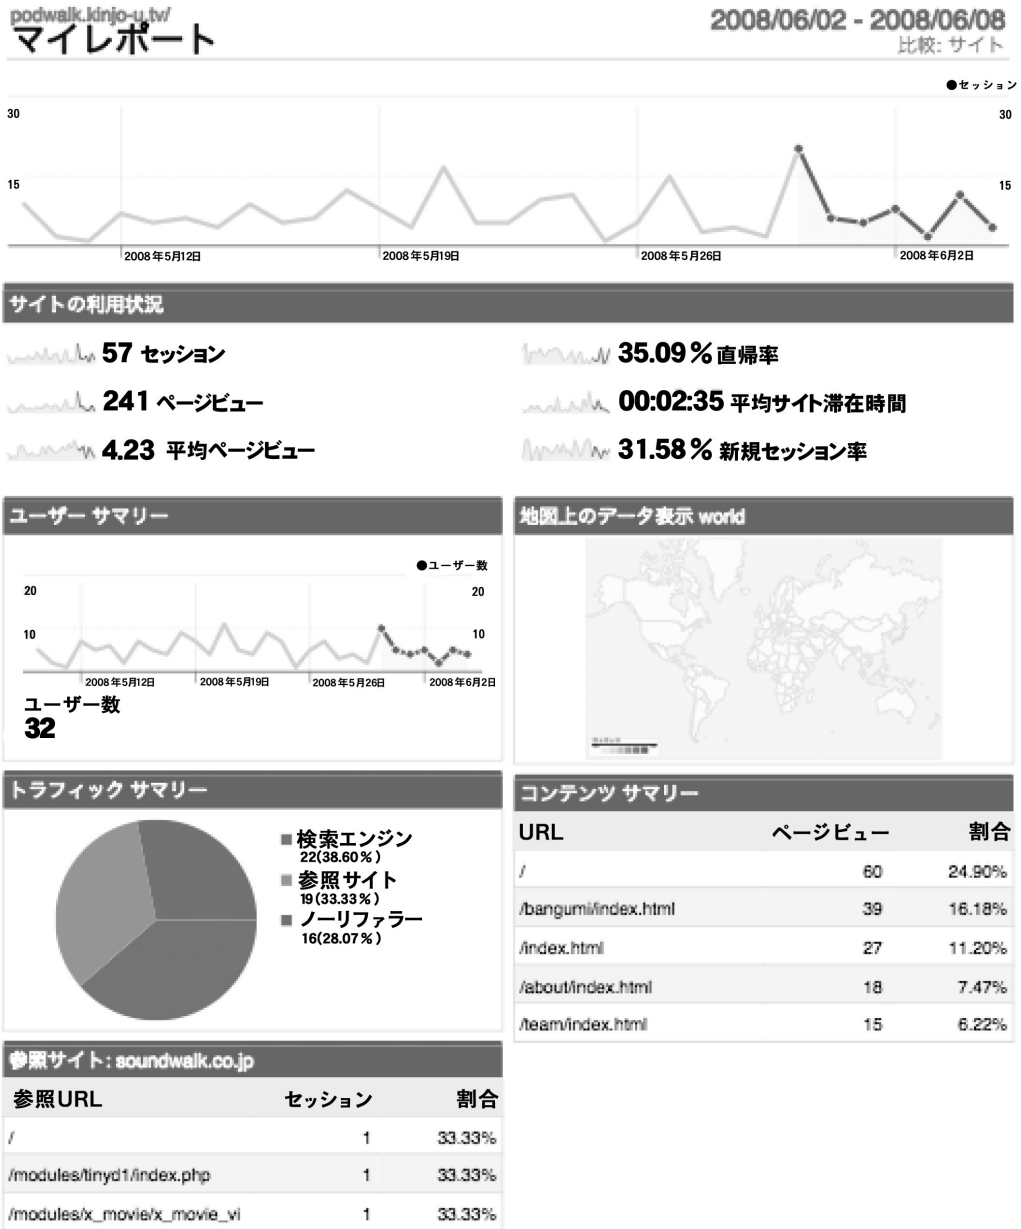 podwalk.kinjo-u.tv/
マイレポート
2008/06/02 - 2008/06/08
比較: サイト
●セッション
30
30
15
15
2008年5月12日
2008年5月19日
2008年5月26日
2008年6月2日
サイトの利用状況
57 セッション
35.09% 直帰率
241 ページビュー
00:02:35 平均サイト滞在時間
4.23 平均ページビュー
31.58% 新規セッション率
ユーザー サマリー
●ユーザー数
20
20
10
10
2008年5月12日
2008年5月19日
2008年5月26日
2008年6月2日
ユーザー数
32
地図上のデータ表示 world
トラフィック サマリー
検索エンジン
22(38.60%)
参照サイト
19(33.33%)
ノーリファラー
16(28.07%)
コンテンツ サマリー
URL ページビュー 割合
/ 60 24.90%
/bangumi/index.html 39 16.18%
/index.html 27 11.20%
/about/index.html 18 7.47%
/team/index.html 15 6.22%
参照サイト: soundwalk.co.jp
参照URL セッション 割合
/ 1 33.33%
/modules/tinyd1/index.php 1 33.33%
/modules/x_movie/x_movie_vi 1 33.33%